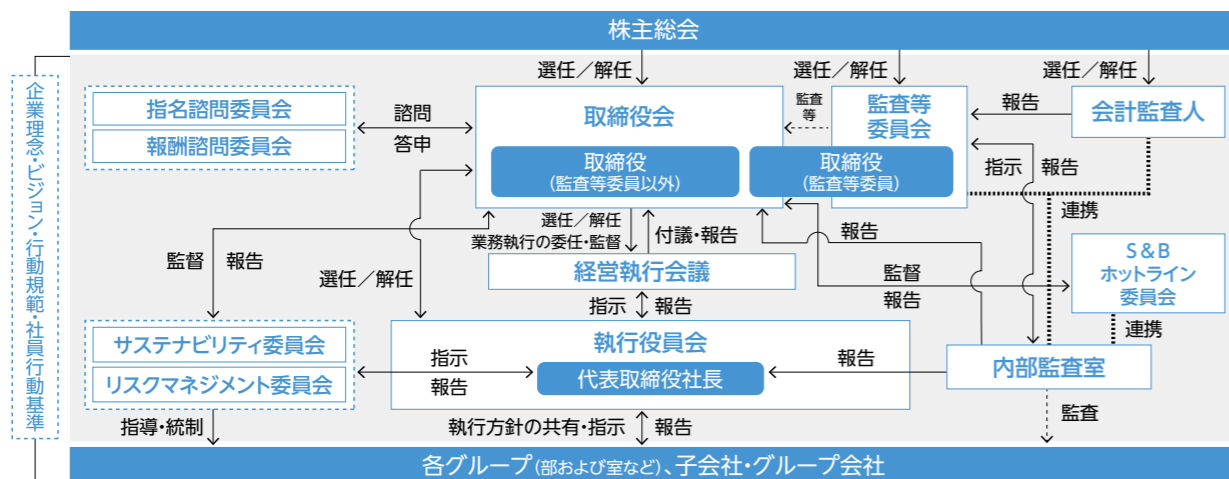 株主総会
選任／解任
選任／解任
選任／解任
企業理念・ビジョン・行動規範・社員行動基準
指名諮問委員会
報酬諮問委員会
諮問
答申
取締役会
取締役
（監査等委員以外）
監査
等
監査等
委員会
取締役
（監査等委員）
報告
会計監査人
指示
報告
連携
選任／解任
業務執行の委任・監督
付議・報告
報告
監督
報告
選任／解任
経営執行会議
監督
報告
S＆B
ホットライン
委員会
指示
報告
連携
サステナビリティ委員会
リスクマネジメント委員会
指示
報告
執行役員会
代表取締役社長
報告
内部監査室
指導・統制
執行方針の共有・指示
報告
監査
各グループ（部および室など）、子会社・グループ会社